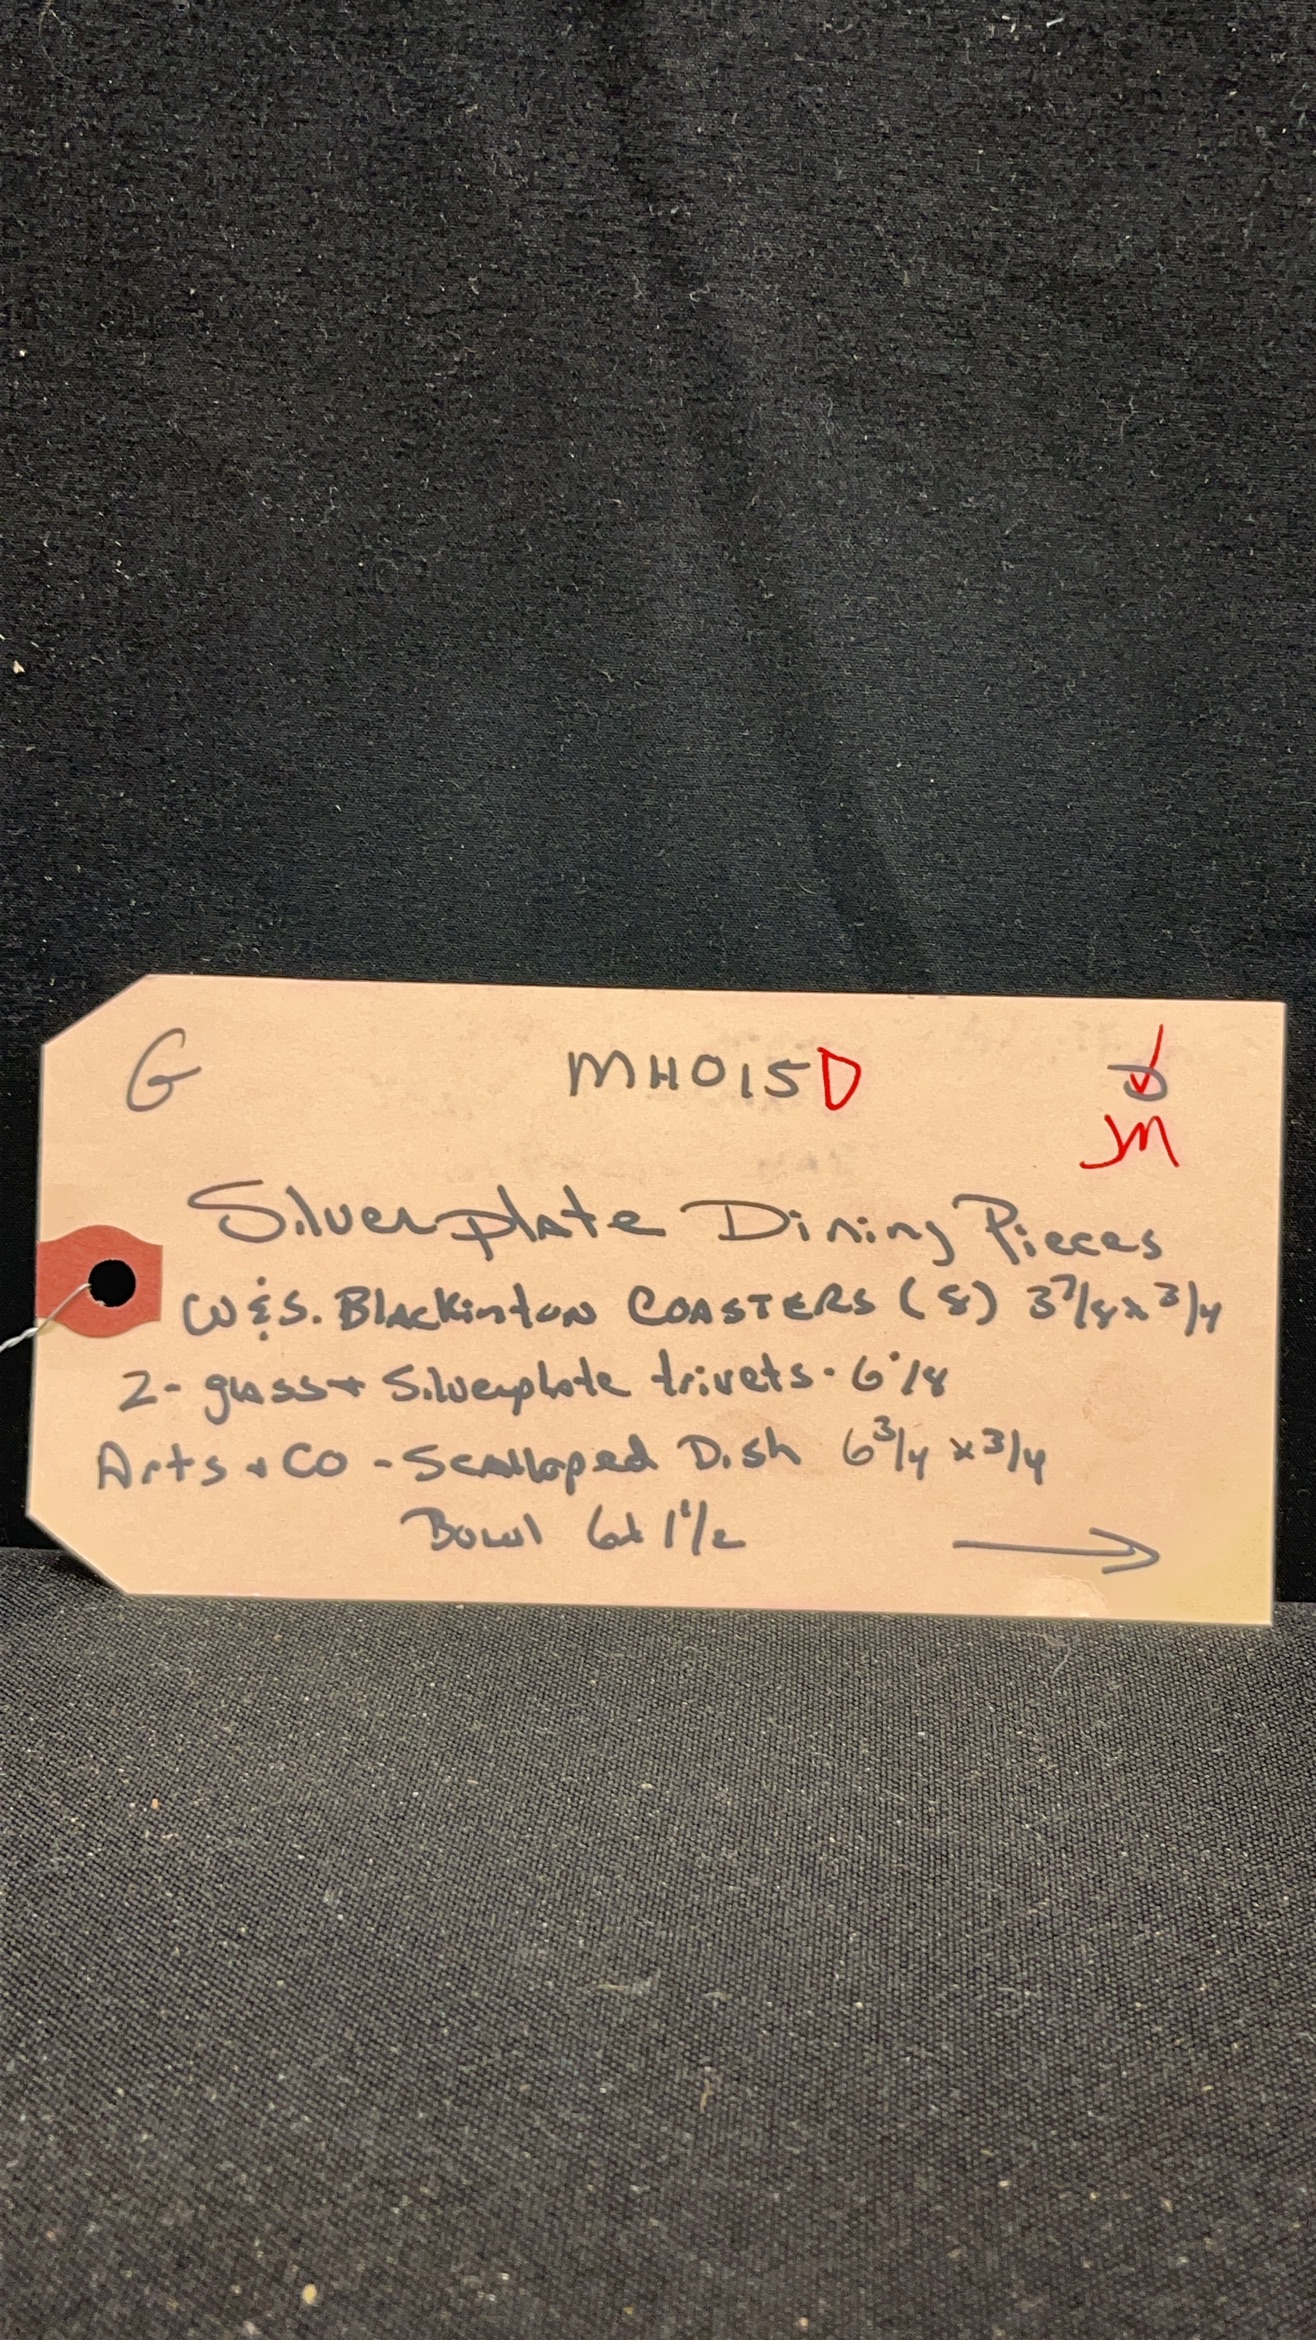 G MH015D
JM
Silverplate Dining Pieces
W & S. Blackinton COASTERS (8) 3 7/8 x 3/4
2- glass + Silverplate trivets - 6 1/8
Arts + CO - Scalloped Dish 6 3/4 x 3/4
Bowl 6 x 1 1/2